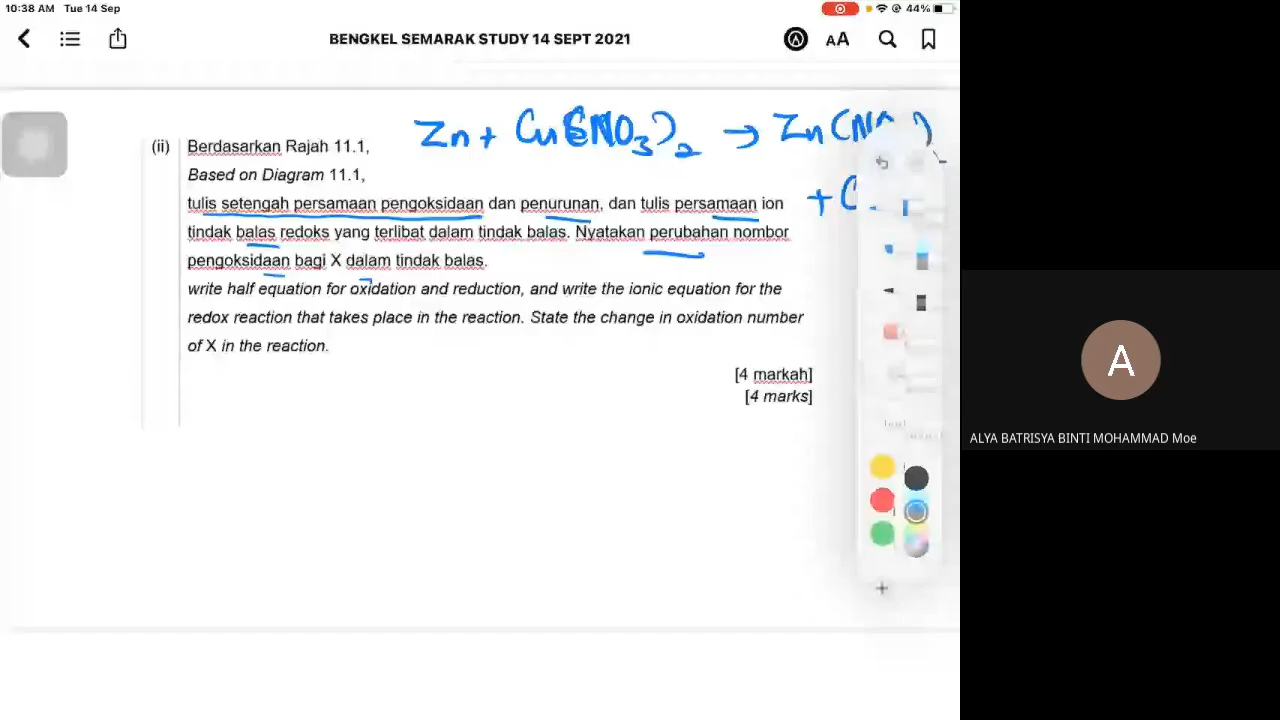 10:38 AM Tue 14 Sep
44%
BENGKEL SEMARAK STUDY 14 SEPT 2021
AA
Zn + Cu(NO₃)₂ → Zn(NO
+ C
(ii) Berdasarkan Rajah 11.1,
Based on Diagram 11.1,
tulis setengah persamaan pengoksidaan dan penurunan, dan tulis persamaan ion
tindak balas redoks yang terlibat dalam tindak balas. Nyatakan perubahan nombor
pengoksidaan bagi X dalam tindak balas.
write half equation for oxidation and reduction, and write the ionic equation for the
redox reaction that takes place in the reaction. State the change in oxidation number
of X in the reaction.
[4 markah]
[4 marks]
A
ALYA BATRISYA BINTI MOHAMMAD Moe